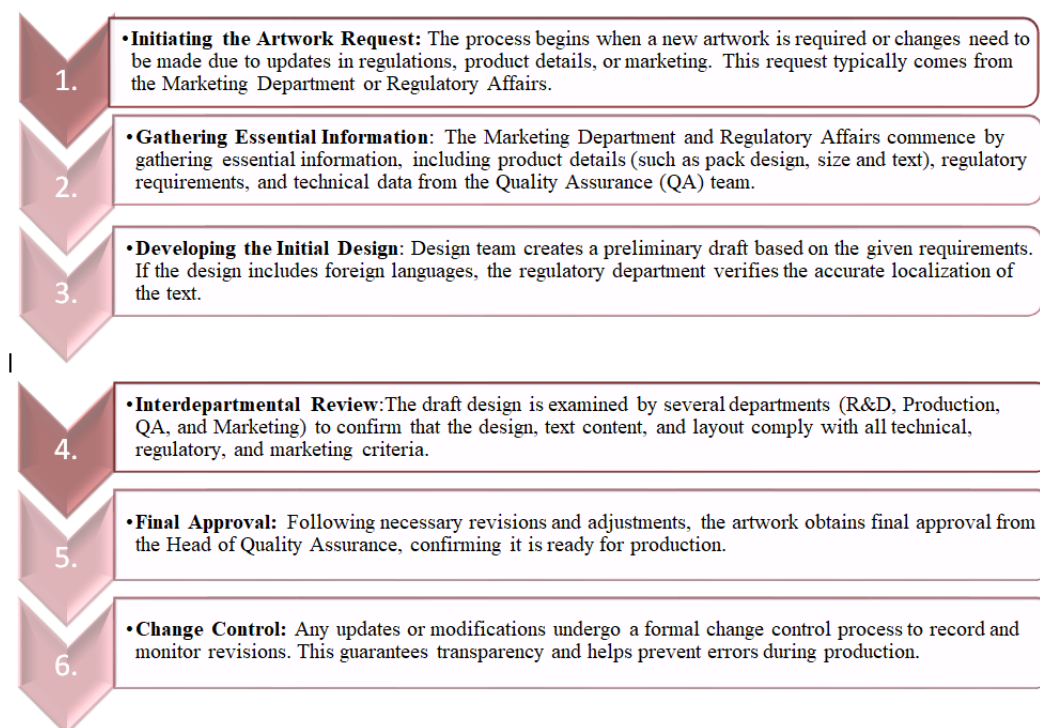 1.
•Initiating the Artwork Request: The process begins when a new artwork is required or changes need to
be made due to updates in regulations, product details, or marketing. This request typically comes from
the Marketing Department or Regulatory Affairs.
2.
•Gathering Essential Information: The Marketing Department and Regulatory Affairs commence by
gathering essential information, including product details (such as pack design, size and text), regulatory
requirements, and technical data from the Quality Assurance (QA) team.
3.
•Developing the Initial Design: Design team creates a preliminary draft based on the given requirements.
If the design includes foreign languages, the regulatory department verifies the accurate localization of
the text.
4.
•Interdepartmental Review:The draft design is examined by several departments (R&D, Production,
QA, and Marketing) to confirm that the design, text content, and layout comply with all technical,
regulatory, and marketing criteria.
5.
•Final Approval: Following necessary revisions and adjustments, the artwork obtains final approval from
the Head of Quality Assurance, confirming it is ready for production.
6.
•Change Control: Any updates or modifications undergo a formal change control process to record and
monitor revisions. This guarantees transparency and helps prevent errors during production.